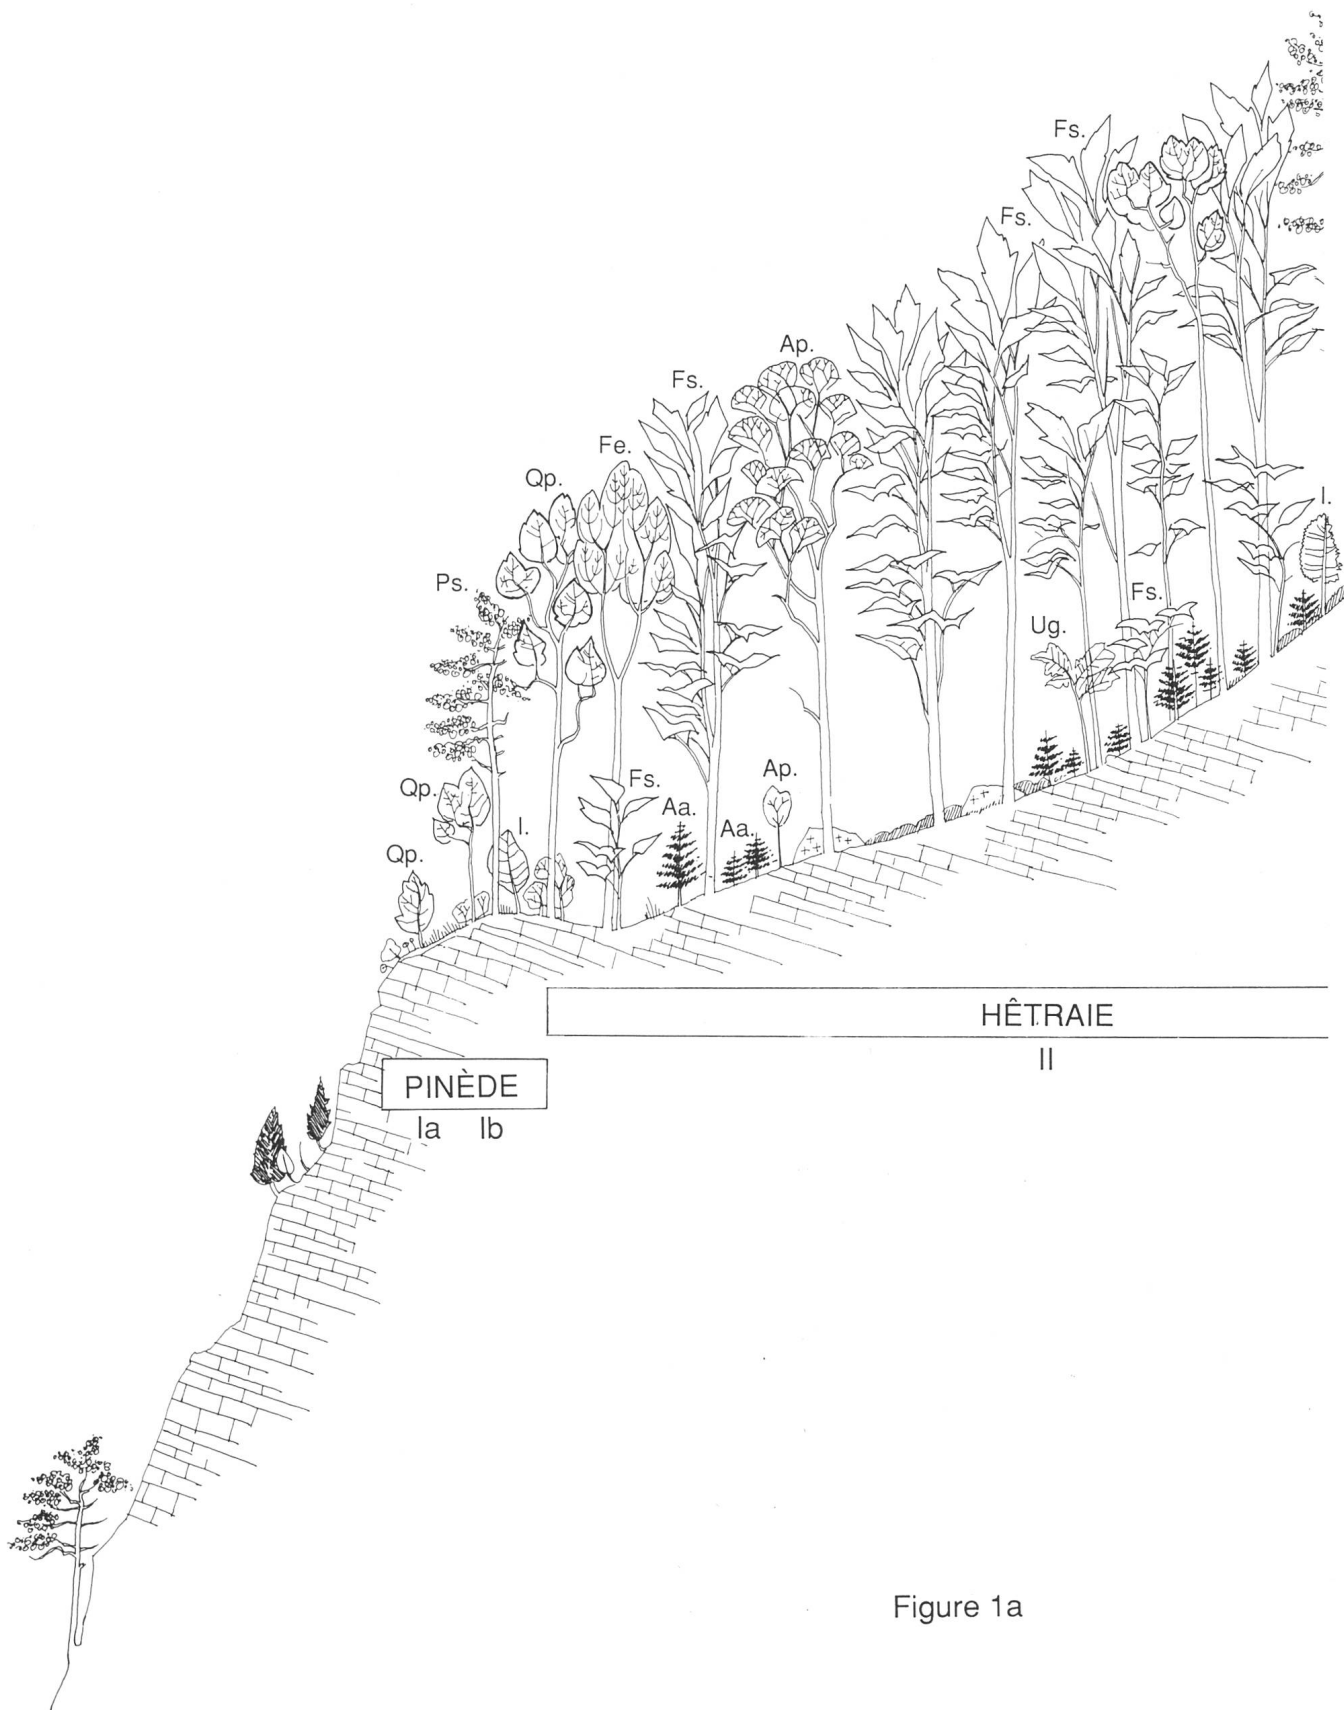 Fs.
Fs.
Ap.
Fs.
Fe.
Qp.
I.
Ps.
Fs.
Ug.
Qp.
I.
Fs.
Ap.
Aa.
Aa.
Qp.
HÊTRAIE
II
PINÈDE
Ia Ib
Figure 1a